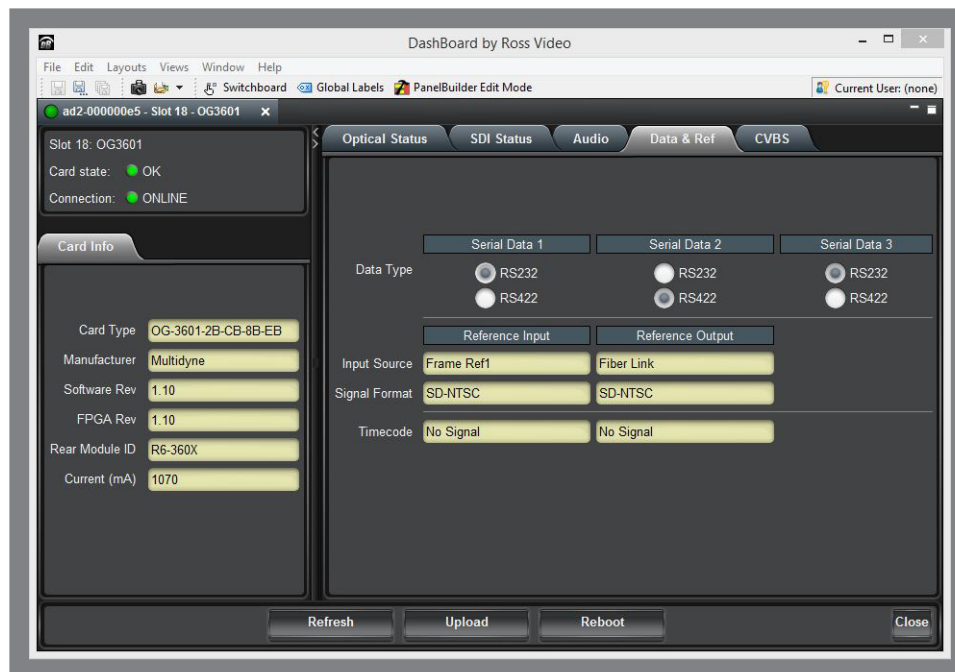 DashBoard by Ross Video
File Edit Layouts Views Window Help
Switchboard Global Labels PanelBuilder Edit Mode Current User: (none)
ad2-000000e5 - Slot 18 - OG3601 X
Slot 18: OG3601
Card state: OK
Connection: ONLINE
Card Info
Card Type OG-3601-2B-CB-8B-EB
Manufacturer Multidyne
Software Rev 1.10
FPGA Rev 1.10
Rear Module ID R6-360X
Current (mA) 1070
Optical Status SDI Status Audio Data & Ref CVBS
Serial Data 1 Serial Data 2 Serial Data 3
Data Type RS232 RS232 RS232
RS422 RS422 RS422
Reference Input Reference Output
Input Source Frame Ref1 Fiber Link
Signal Format SD-NTSC SD-NTSC
Timecode No Signal No Signal
Refresh Upload Reboot Close